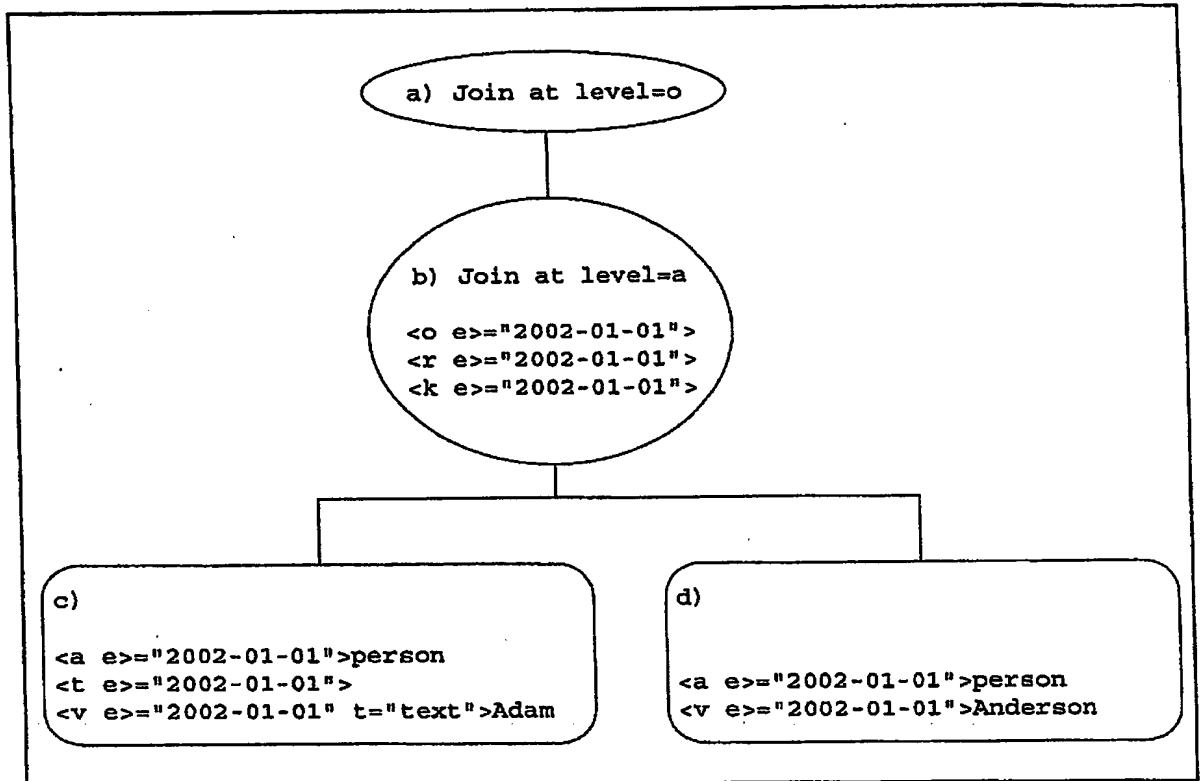 a) Join at level=o
b) Join at level=a
<o e>="2002-01-01">
<r e>="2002-01-01">
<k e>="2002-01-01">
c)
<a e>="2002-01-01">person
<t e>="2002-01-01">
<v e>="2002-01-01" t="text">Adam
d)
<a e>="2002-01-01">person
<v e>="2002-01-01">Anderson